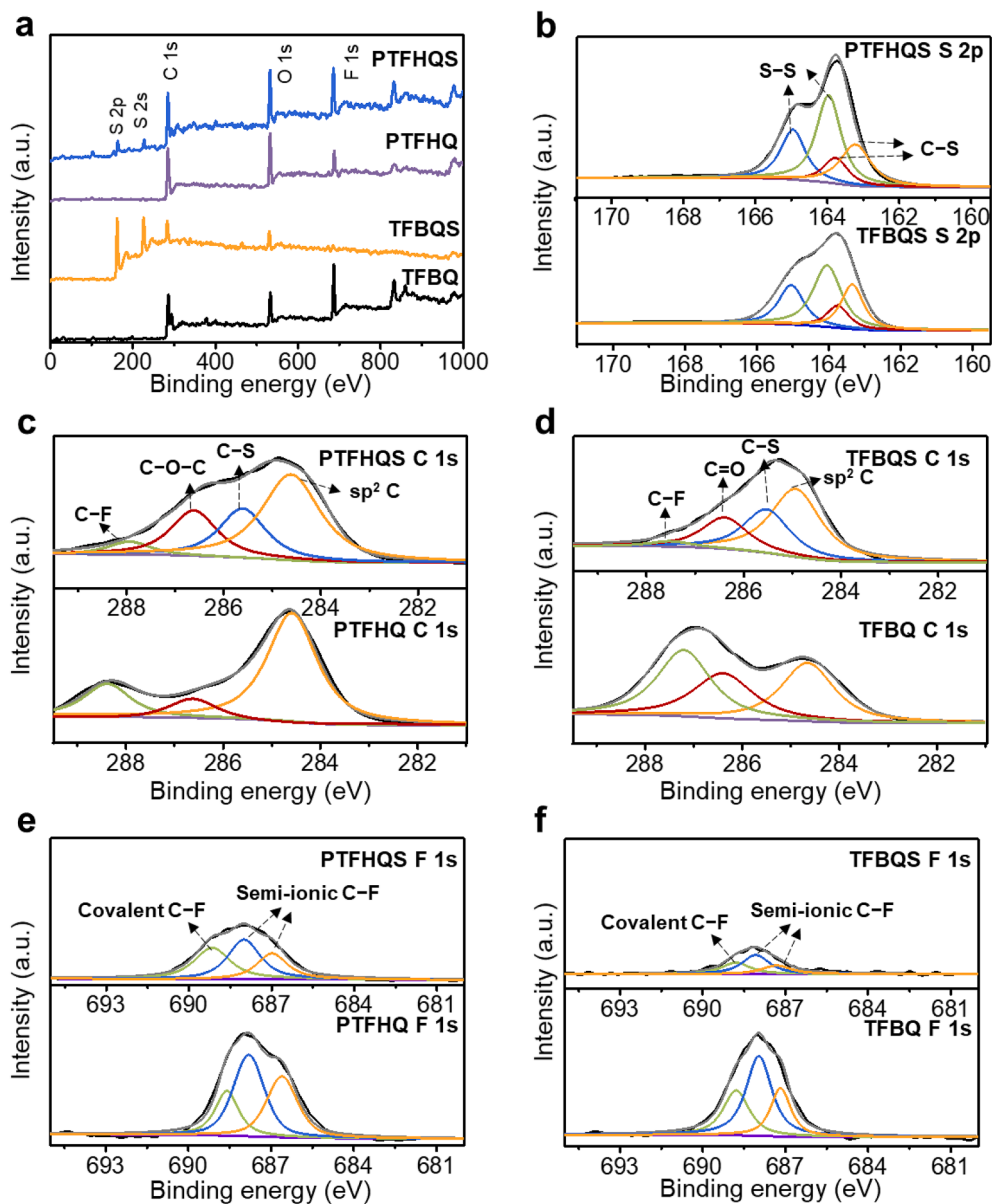 a
PTFHQS
PTFHQ
TFBQS
TFBQ
S 2p
S 2s
C 1s
O 1s
F 1s
Intensity (a.u.)
0 200 400 600 800 1000
Binding energy (eV)
b
PTFHQS S 2p
S−S
C−S
170 168 166 164 162 160
TFBQS S 2p
Intensity (a.u.)
170 168 166 164 162 160
Binding energy (eV)
c
PTFHQS C 1s
C−F
C−O−C
C−S
sp² C
288 286 284 282
PTFHQ C 1s
Intensity (a.u.)
288 286 284 282
Binding energy (eV)
d
TFBQS C 1s
C−F
C=O
C−S
sp² C
288 286 284 282
TFBQ C 1s
Intensity (a.u.)
288 286 284 282
Binding energy (eV)
e
PTFHQS F 1s
Covalent C−F
Semi-ionic C−F
693 690 687 684 681
PTFHQ F 1s
Intensity (a.u.)
693 690 687 684 681
Binding energy (eV)
f
TFBQS F 1s
Covalent C−F
Semi-ionic C−F
693 690 687 684 681
TFBQ F 1s
Intensity (a.u.)
693 690 687 684 681
Binding energy (eV)